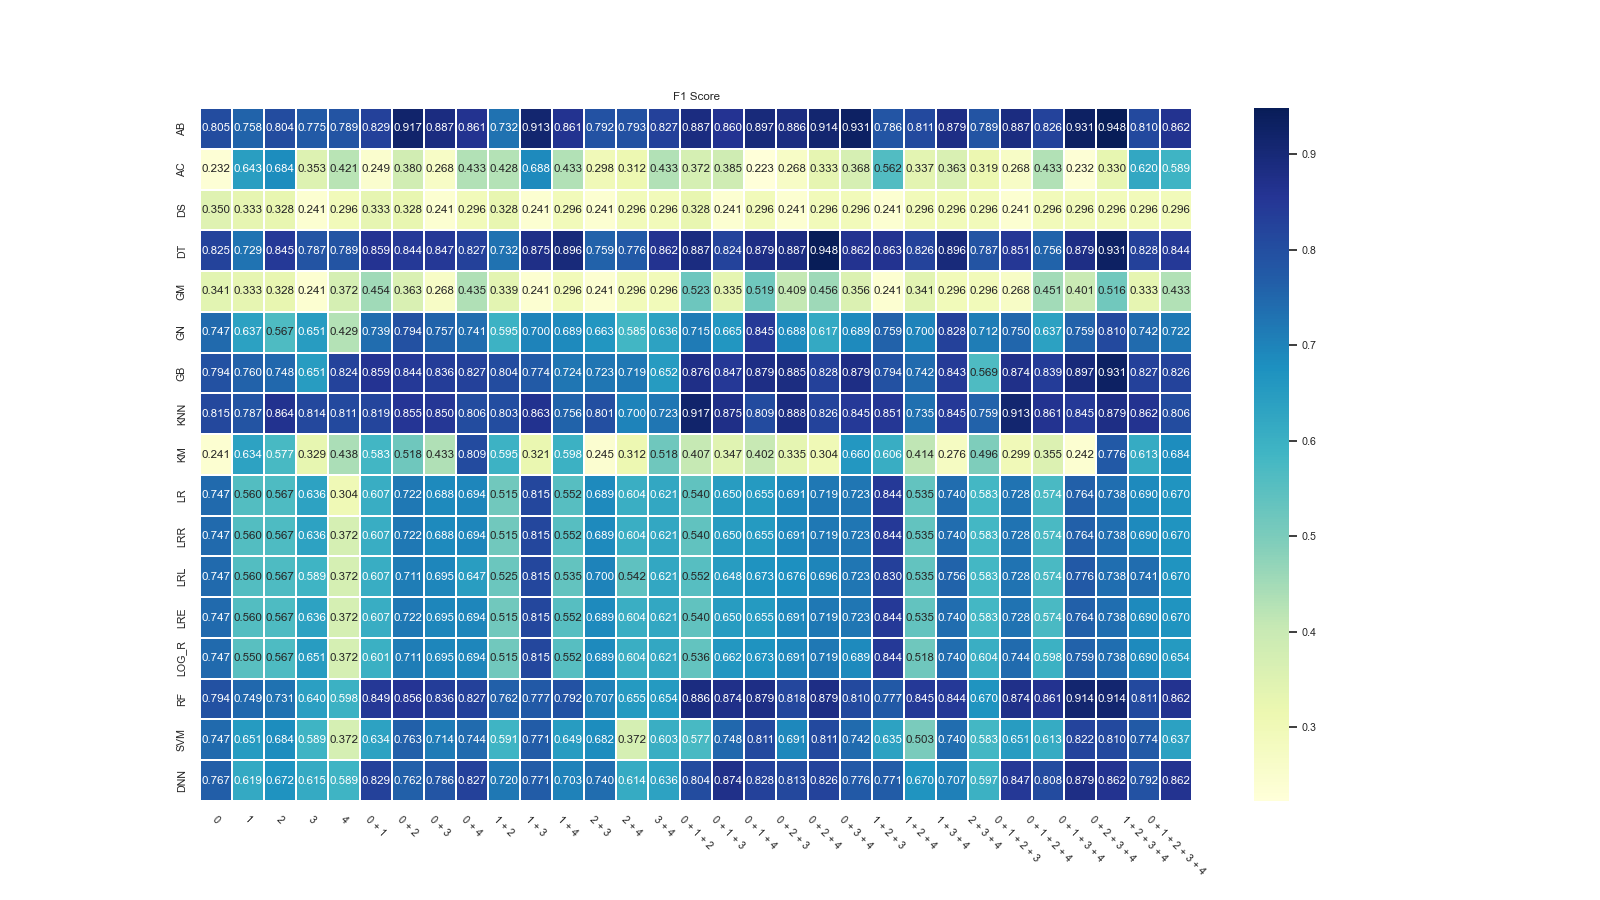 F1 Score
AB 0.805 0.758 0.804 0.775 0.789 0.829 0.917 0.887 0.861 0.732 0.913 0.861 0.792 0.793 0.827 0.887 0.860 0.897 0.886 0.914 0.931 0.786 0.811 0.879 0.789 0.887 0.826 0.931 0.948 0.810 0.862
AC 0.232 0.643 0.684 0.353 0.421 0.249 0.380 0.268 0.433 0.428 0.688 0.433 0.298 0.312 0.433 0.372 0.385 0.223 0.268 0.333 0.368 0.562 0.337 0.363 0.319 0.268 0.433 0.232 0.330 0.620 0.589
DS 0.350 0.333 0.328 0.241 0.296 0.333 0.328 0.241 0.296 0.328 0.241 0.296 0.241 0.296 0.296 0.328 0.241 0.296 0.241 0.296 0.296 0.241 0.296 0.296 0.296 0.241 0.296 0.296 0.296 0.296 0.296
DT 0.825 0.729 0.845 0.787 0.789 0.859 0.844 0.847 0.827 0.732 0.875 0.896 0.759 0.776 0.862 0.887 0.824 0.879 0.887 0.948 0.862 0.863 0.826 0.896 0.787 0.851 0.756 0.879 0.931 0.828 0.844
GM 0.341 0.333 0.328 0.241 0.372 0.454 0.363 0.268 0.435 0.339 0.241 0.296 0.241 0.296 0.296 0.523 0.335 0.519 0.409 0.456 0.356 0.241 0.341 0.296 0.296 0.268 0.451 0.401 0.516 0.333 0.433
GN 0.747 0.637 0.567 0.651 0.429 0.739 0.794 0.757 0.741 0.595 0.700 0.689 0.663 0.585 0.636 0.715 0.665 0.845 0.688 0.617 0.689 0.759 0.700 0.828 0.712 0.750 0.637 0.759 0.810 0.742 0.722
GB 0.794 0.760 0.748 0.651 0.824 0.859 0.844 0.836 0.827 0.804 0.774 0.724 0.723 0.719 0.652 0.876 0.847 0.879 0.885 0.828 0.879 0.794 0.742 0.843 0.569 0.874 0.839 0.897 0.931 0.827 0.826
KNN 0.815 0.787 0.864 0.814 0.811 0.819 0.855 0.850 0.806 0.803 0.863 0.756 0.801 0.700 0.723 0.917 0.875 0.809 0.888 0.826 0.845 0.851 0.735 0.845 0.759 0.913 0.861 0.845 0.879 0.862 0.806
KM 0.241 0.634 0.577 0.329 0.438 0.583 0.518 0.433 0.809 0.595 0.321 0.598 0.245 0.312 0.518 0.407 0.347 0.402 0.335 0.304 0.660 0.606 0.414 0.276 0.496 0.299 0.355 0.242 0.776 0.613 0.684
LR 0.747 0.560 0.567 0.636 0.304 0.607 0.722 0.688 0.694 0.515 0.815 0.552 0.689 0.604 0.621 0.540 0.650 0.655 0.691 0.719 0.723 0.844 0.535 0.740 0.583 0.728 0.574 0.764 0.738 0.690 0.670
LRR 0.747 0.560 0.567 0.636 0.372 0.607 0.722 0.688 0.694 0.515 0.815 0.552 0.689 0.604 0.621 0.540 0.650 0.655 0.691 0.719 0.723 0.844 0.535 0.740 0.583 0.728 0.574 0.764 0.738 0.690 0.670
LRL 0.747 0.560 0.567 0.589 0.372 0.607 0.711 0.695 0.647 0.525 0.815 0.535 0.700 0.542 0.621 0.552 0.648 0.673 0.676 0.696 0.723 0.830 0.535 0.756 0.583 0.728 0.574 0.776 0.738 0.741 0.670
LRE 0.747 0.560 0.567 0.636 0.372 0.607 0.722 0.695 0.694 0.515 0.815 0.552 0.689 0.604 0.621 0.540 0.650 0.655 0.691 0.719 0.723 0.844 0.535 0.740 0.583 0.728 0.574 0.764 0.738 0.690 0.670
LOG_R 0.747 0.550 0.567 0.651 0.372 0.601 0.711 0.695 0.694 0.515 0.815 0.552 0.689 0.604 0.621 0.536 0.662 0.673 0.691 0.719 0.689 0.844 0.518 0.740 0.604 0.744 0.598 0.759 0.738 0.690 0.654
RF 0.794 0.749 0.731 0.640 0.598 0.849 0.856 0.836 0.827 0.762 0.777 0.792 0.707 0.655 0.654 0.886 0.874 0.879 0.818 0.879 0.810 0.777 0.845 0.844 0.670 0.874 0.861 0.914 0.914 0.811 0.862
SVM 0.747 0.651 0.684 0.589 0.372 0.634 0.763 0.714 0.744 0.591 0.771 0.649 0.682 0.372 0.603 0.577 0.748 0.811 0.691 0.811 0.742 0.635 0.503 0.740 0.583 0.651 0.613 0.822 0.810 0.774 0.637
DNN 0.767 0.619 0.672 0.615 0.589 0.829 0.762 0.786 0.827 0.720 0.771 0.703 0.740 0.614 0.636 0.804 0.874 0.828 0.813 0.826 0.776 0.771 0.670 0.707 0.597 0.847 0.808 0.879 0.862 0.792 0.862
0
1
2
3
4
0 + 1
0 + 2
0 + 3
0 + 4
1 + 2
1 + 3
1 + 4
2 + 3
2 + 4
3 + 4
0 + 1 + 2
0 + 1 + 3
0 + 1 + 4
0 + 2 + 3
0 + 2 + 4
0 + 3 + 4
1 + 2 + 3
1 + 2 + 4
1 + 3 + 4
2 + 3 + 4
0 + 1 + 2 + 3
0 + 1 + 2 + 4
0 + 1 + 3 + 4
0 + 2 + 3 + 4
1 + 2 + 3 + 4
0 + 1 + 2 + 3 + 4
0.9
0.8
0.7
0.6
0.5
0.4
0.3